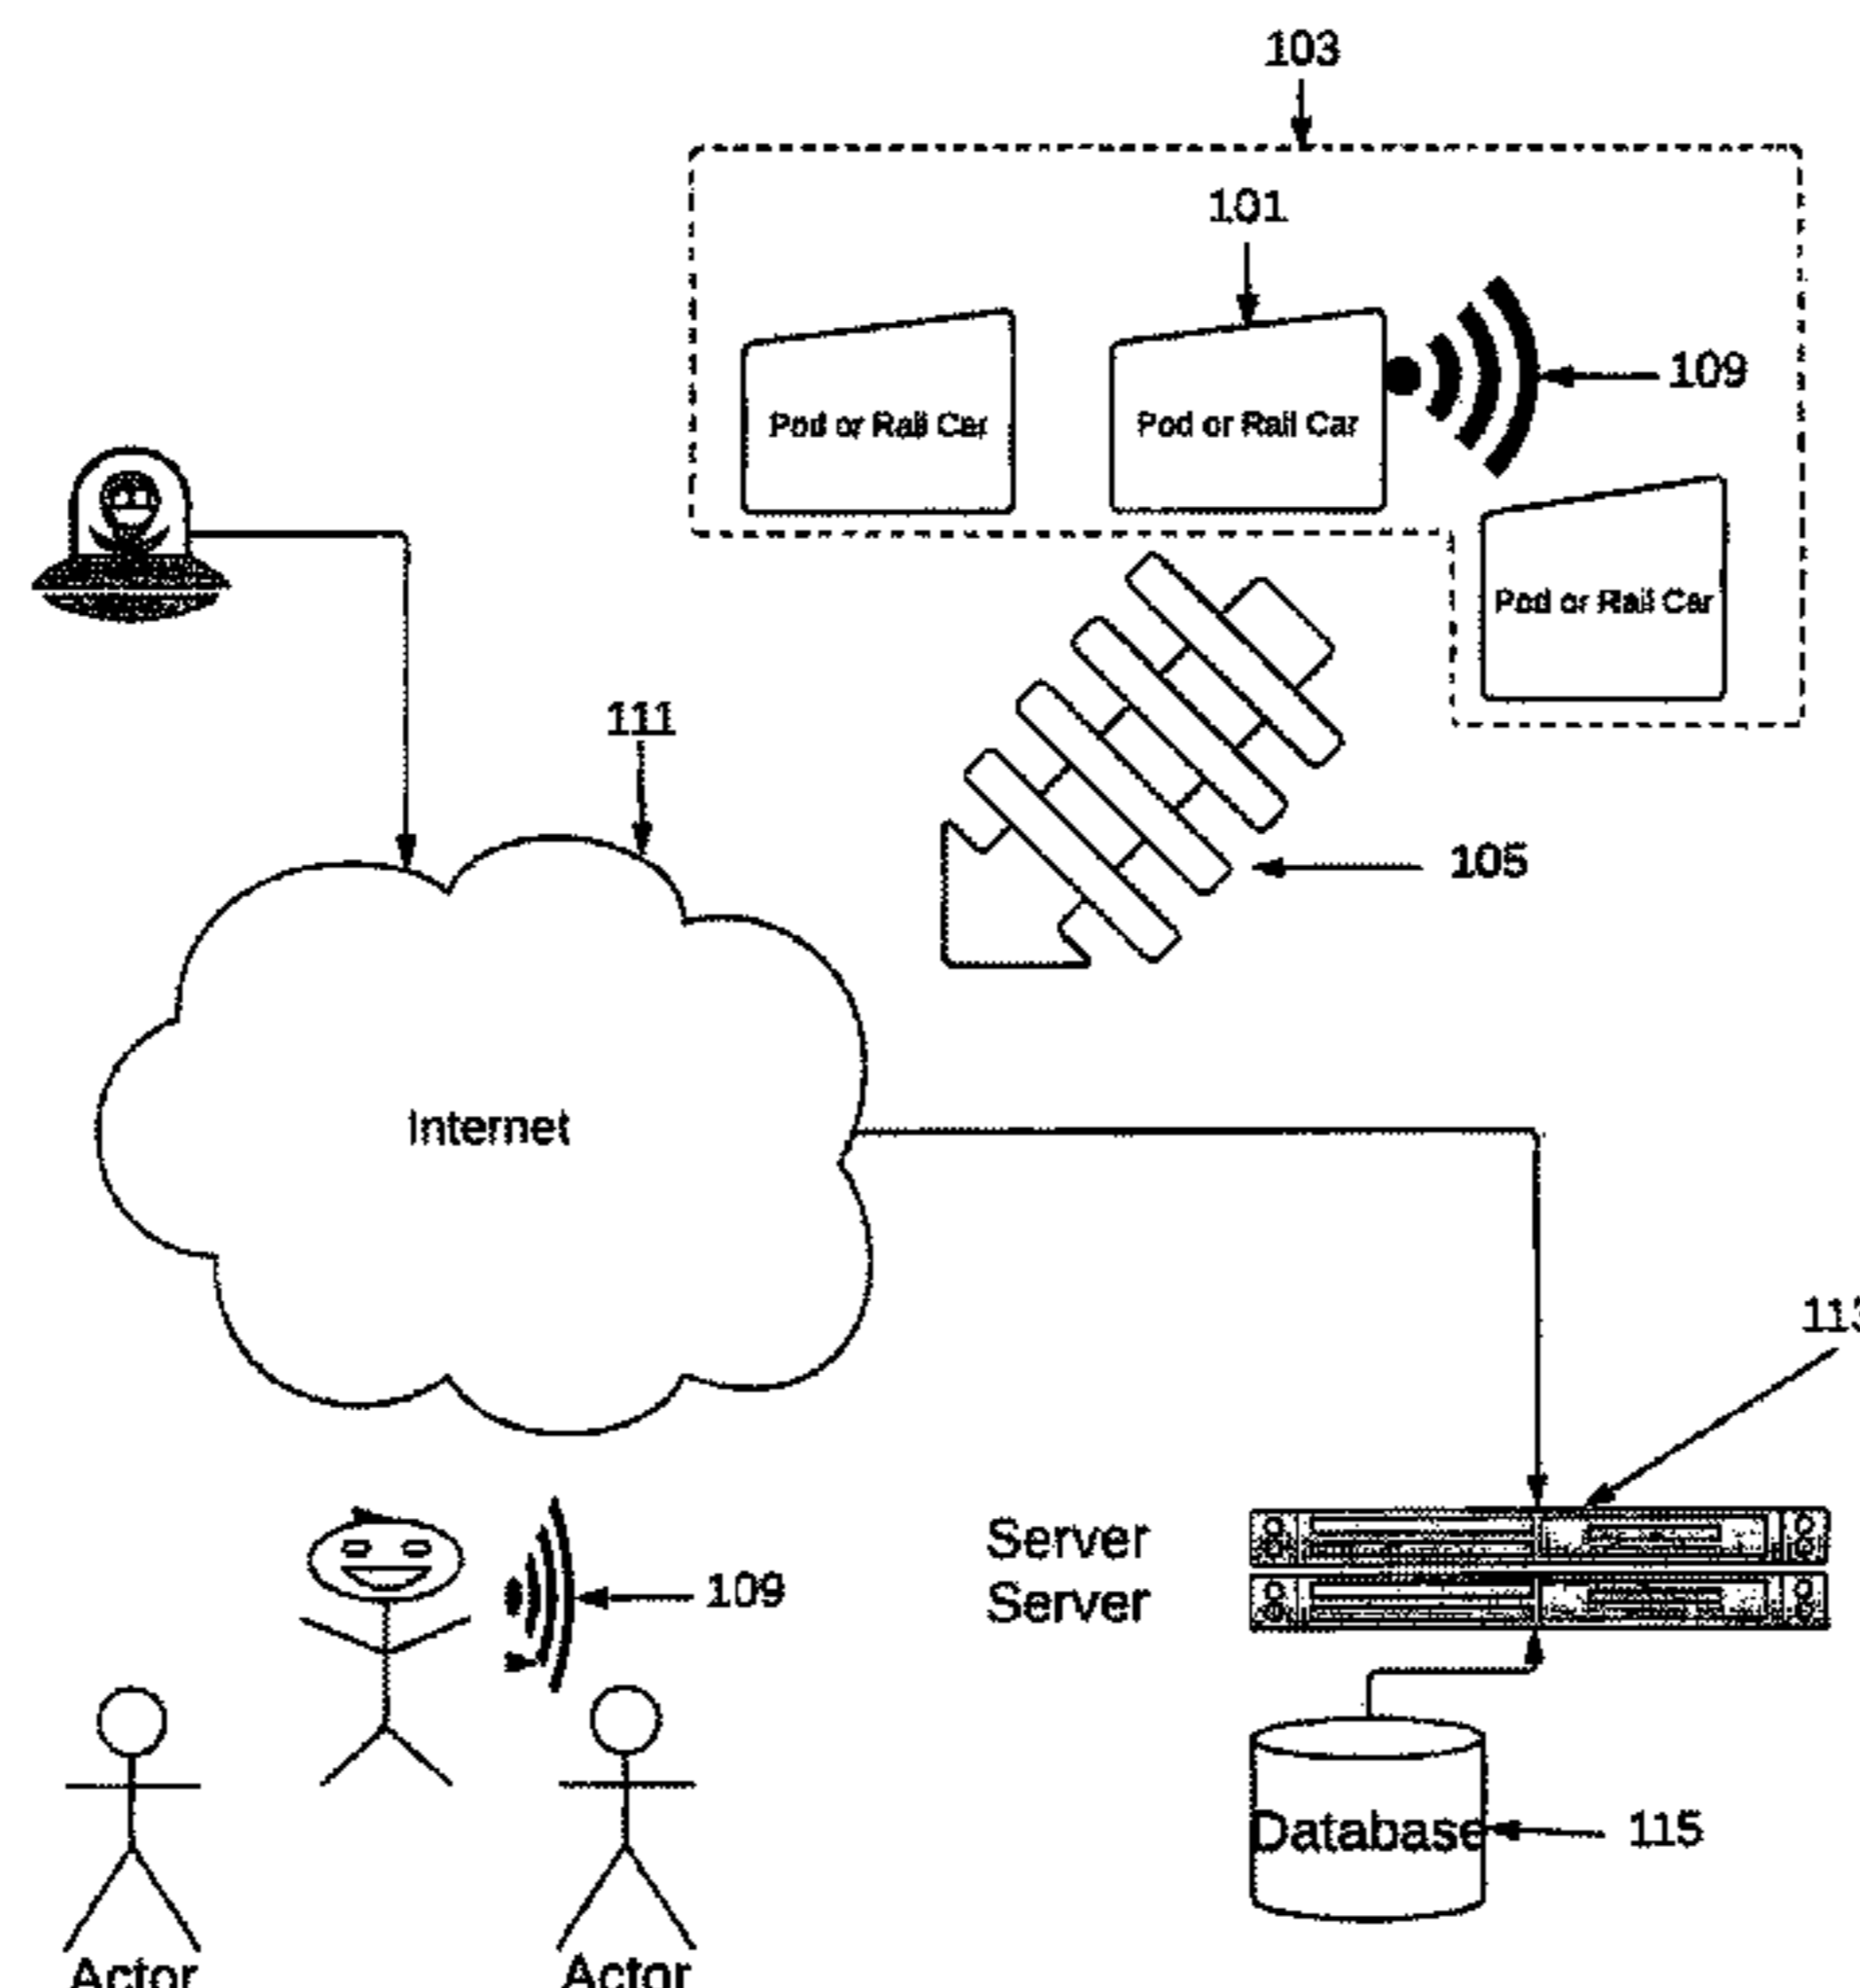 103
101
109
Pod or Rail Car
Pod or Rail Car
Pod or Rail Car
111
105
Internet
Server
Server
109
Database
115
Actor
Actor